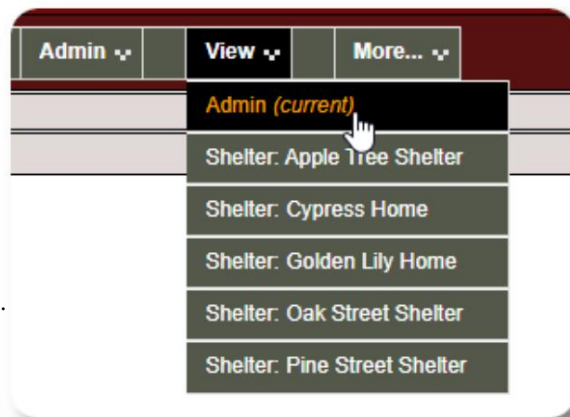 Admin View More...
Admin (current)
Shelter: Apple Tree Shelter
Shelter: Cypress Home
Shelter: Golden Lily Home
Shelter: Oak Street Shelter
Shelter: Pine Street Shelter
.